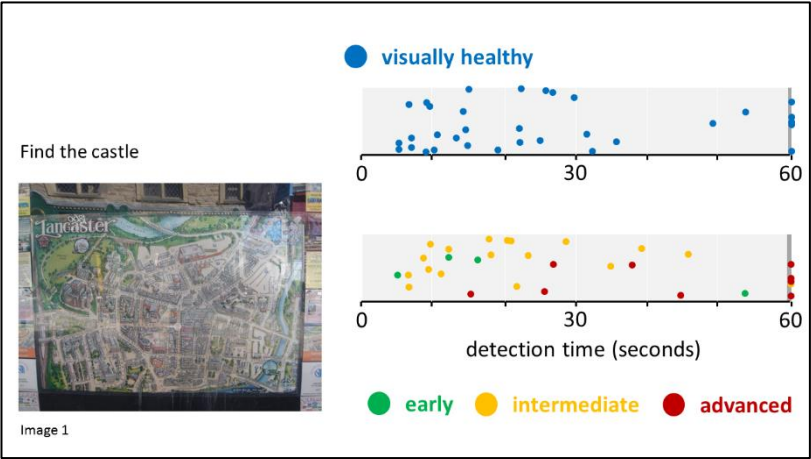 visually healthy
Find the castle
Lancaster
0 30 60
0 30 60
detection time (seconds)
early intermediate advanced
Image 1